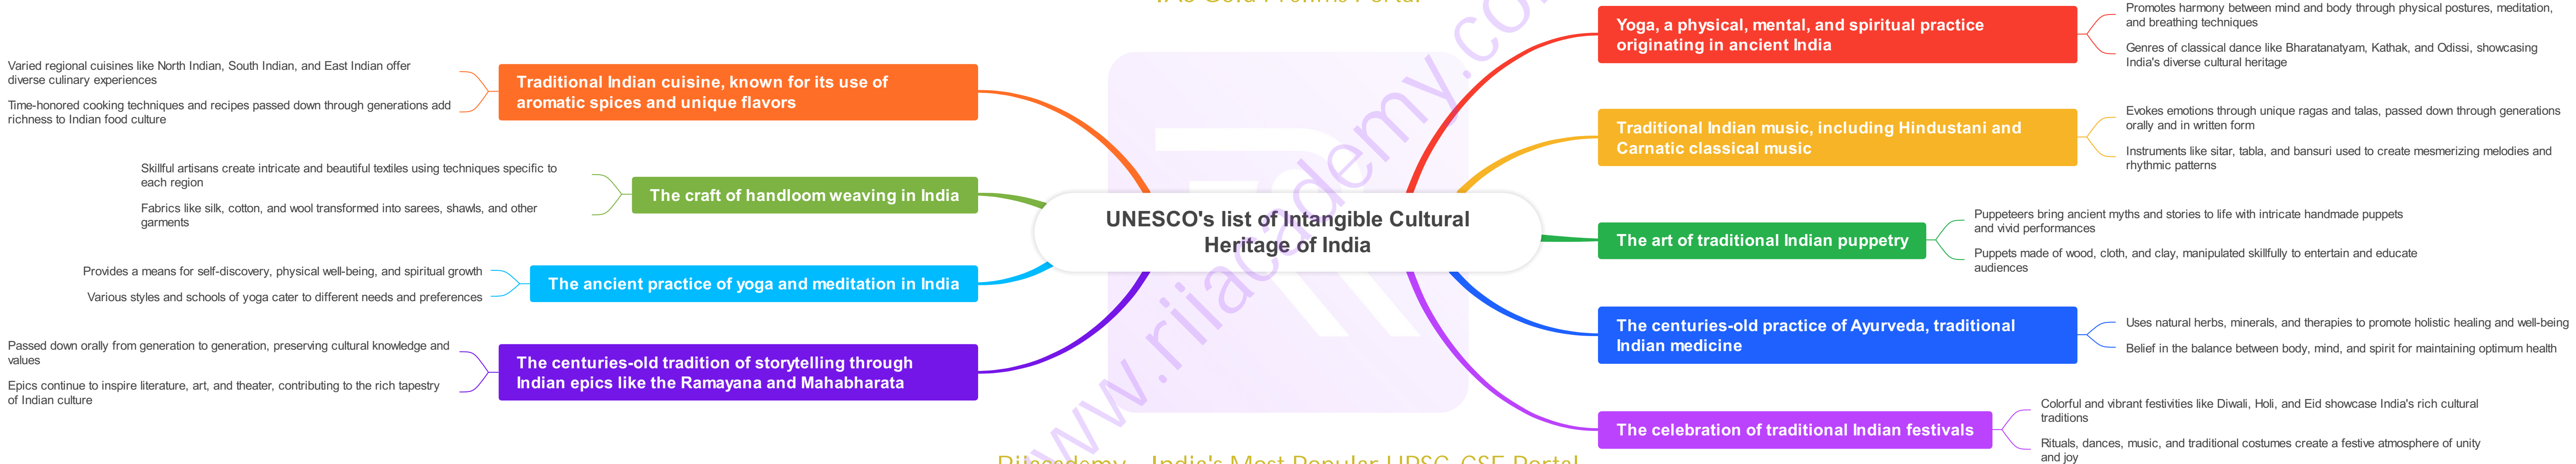 UNESCO's list of Intangible Cultural
Heritage of India
Yoga, a physical, mental, and spiritual practice
originating in ancient India
Promotes harmony between mind and body through physical postures, meditation,
and breathing techniques
Genres of classical dance like Bharatanatyam, Kathak, and Odissi, showcasing
India's diverse cultural heritage
Traditional Indian music, including Hindustani and
Carnatic classical music
Evokes emotions through unique ragas and talas, passed down through generations
orally and in written form
Instruments like sitar, tabla, and bansuri used to create mesmerizing melodies and
rhythmic patterns
The art of traditional Indian puppetry
Puppeteers bring ancient myths and stories to life with intricate handmade puppets
and vivid performances
Puppets made of wood, cloth, and clay, manipulated skillfully to entertain and educate
audiences
The centuries-old practice of Ayurveda, traditional
Indian medicine
Uses natural herbs, minerals, and therapies to promote holistic healing and well-being
Belief in the balance between body, mind, and spirit for maintaining optimum health
The celebration of traditional Indian festivals
Colorful and vibrant festivities like Diwali, Holi, and Eid showcase India's rich cultural
traditions
Rituals, dances, music, and traditional costumes create a festive atmosphere of unity
and joy
Traditional Indian cuisine, known for its use of
aromatic spices and unique flavors
Varied regional cuisines like North Indian, South Indian, and East Indian offer
diverse culinary experiences
Time-honored cooking techniques and recipes passed down through generations add
richness to Indian food culture
The craft of handloom weaving in India
Skillful artisans create intricate and beautiful textiles using techniques specific to
each region
Fabrics like silk, cotton, and wool transformed into sarees, shawls, and other
garments
The ancient practice of yoga and meditation in India
Provides a means for self-discovery, physical well-being, and spiritual growth
Various styles and schools of yoga cater to different needs and preferences
The centuries-old tradition of storytelling through
Indian epics like the Ramayana and Mahabharata
Passed down orally from generation to generation, preserving cultural knowledge and
values
Epics continue to inspire literature, art, and theater, contributing to the rich tapestry
of Indian culture
Prelims Portal
India's Most Popular UPSC-CSE Portal